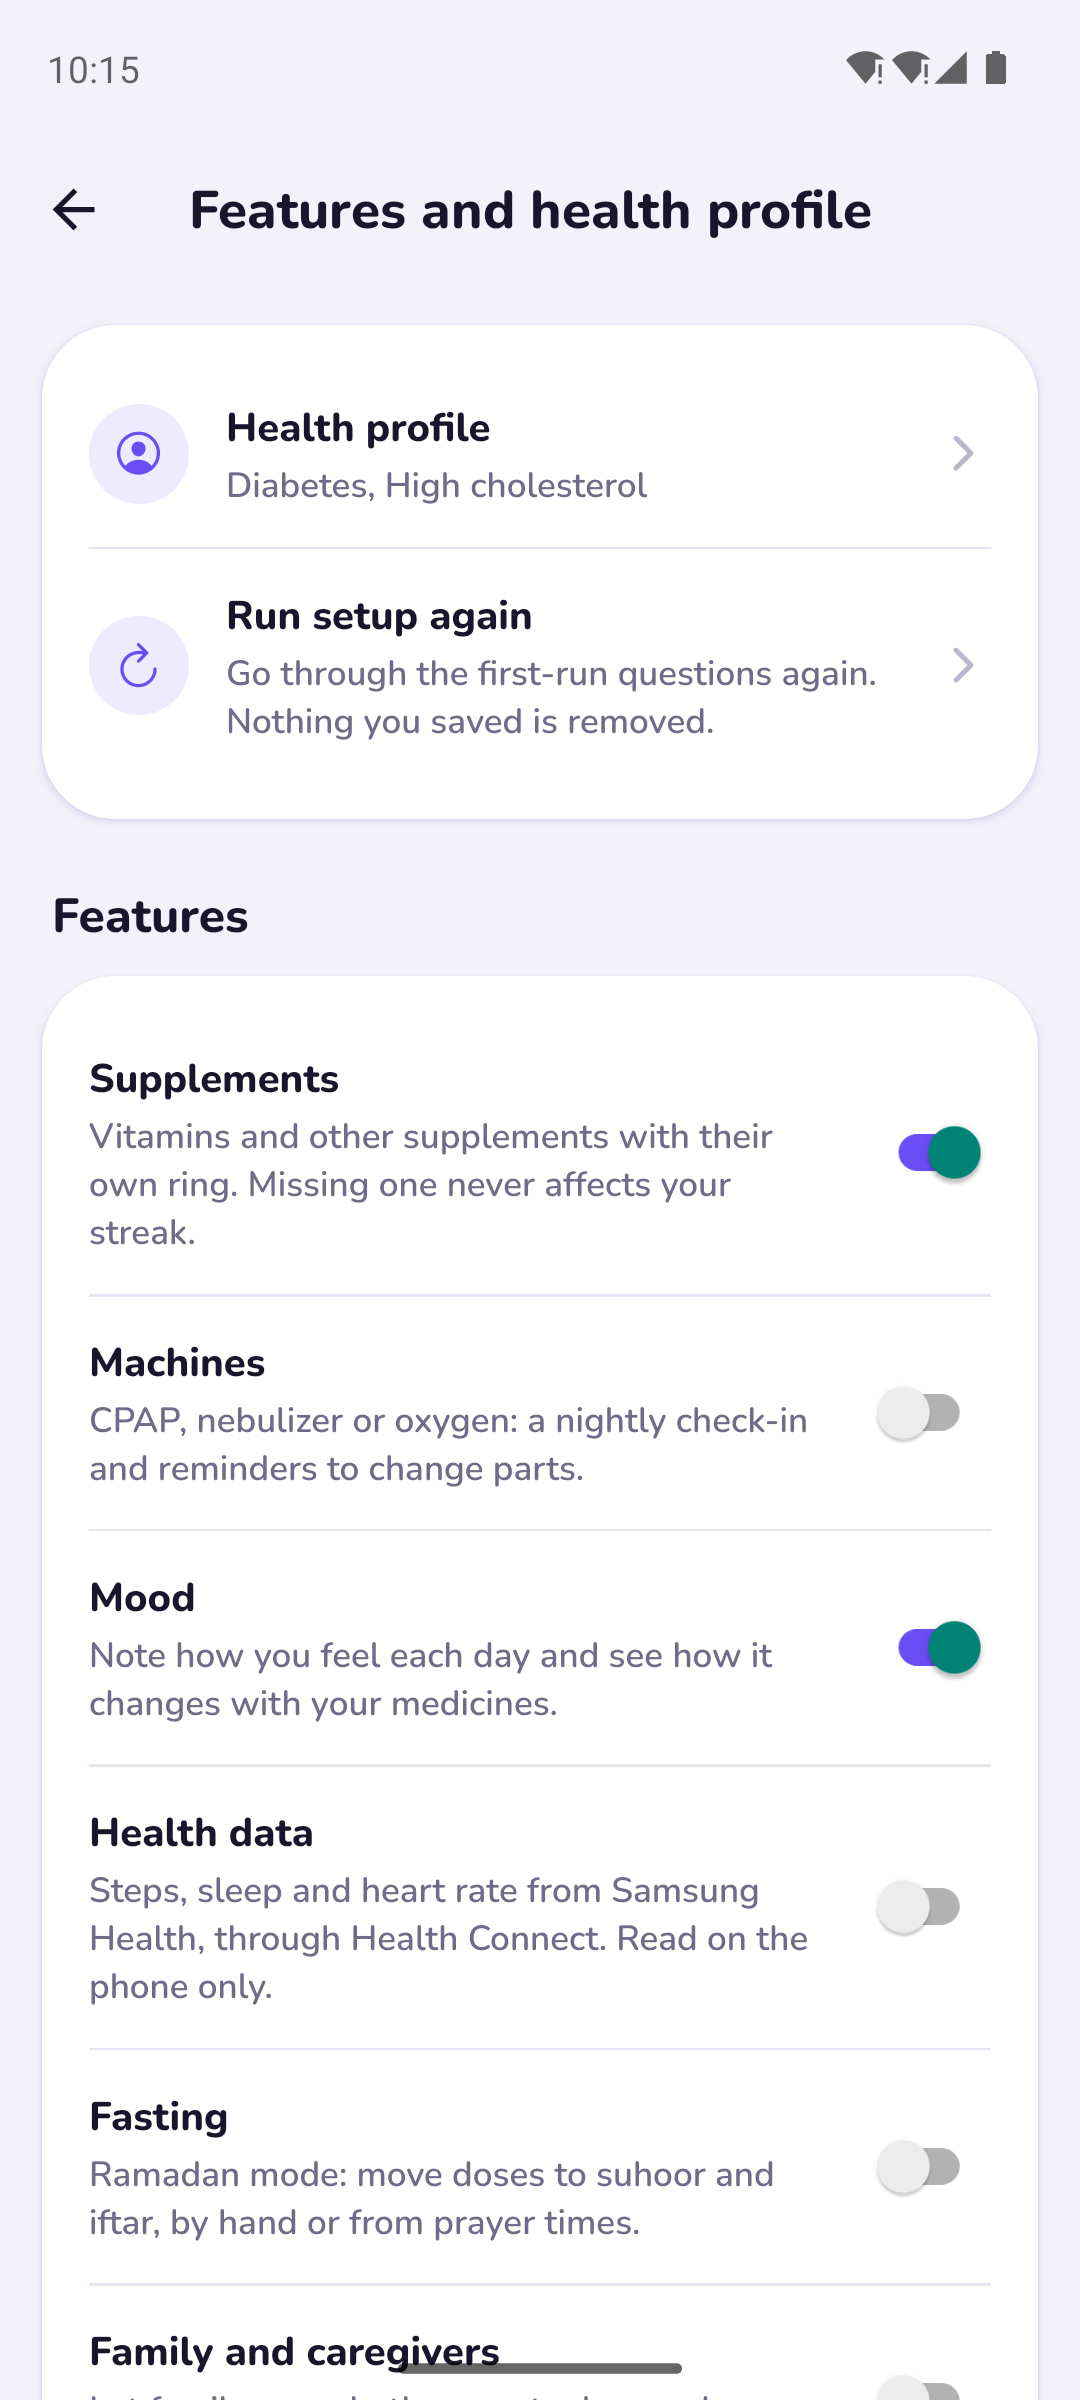 10:15
Features and health profile
Health profile
Diabetes, High cholesterol
Run setup again
Go through the first-run questions again.
Nothing you saved is removed.
Features
Supplements
Vitamins and other supplements with their
own ring. Missing one never affects your
streak.
Machines
CPAP, nebulizer or oxygen: a nightly check-in
and reminders to change parts.
Mood
Note how you feel each day and see how it
changes with your medicines.
Health data
Steps, sleep and heart rate from Samsung
Health, through Health Connect. Read on the
phone only.
Fasting
Ramadan mode: move doses to suhoor and
iftar, by hand or from prayer times.
Family and caregivers